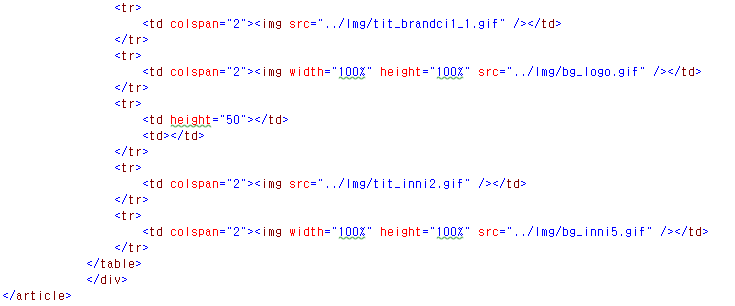 <tr>
<td colspan="2"><img src="../Img/tit_brandci1_1.gif" /></td>
</tr>
<tr>
<td colspan="2"><img width="100%" height="100%" src="../Img/bg_logo.gif" /></td>
</tr>
<tr>
<td height="50"></td>
<td></td>
</tr>
<tr>
<td colspan="2"><img src="../Img/tit_inni2.gif" /></td>
</tr>
<tr>
<td colspan="2"><img width="100%" height="100%" src="../Img/bg_inni5.gif" /></td>
</tr>
</table>
</div>
</article>